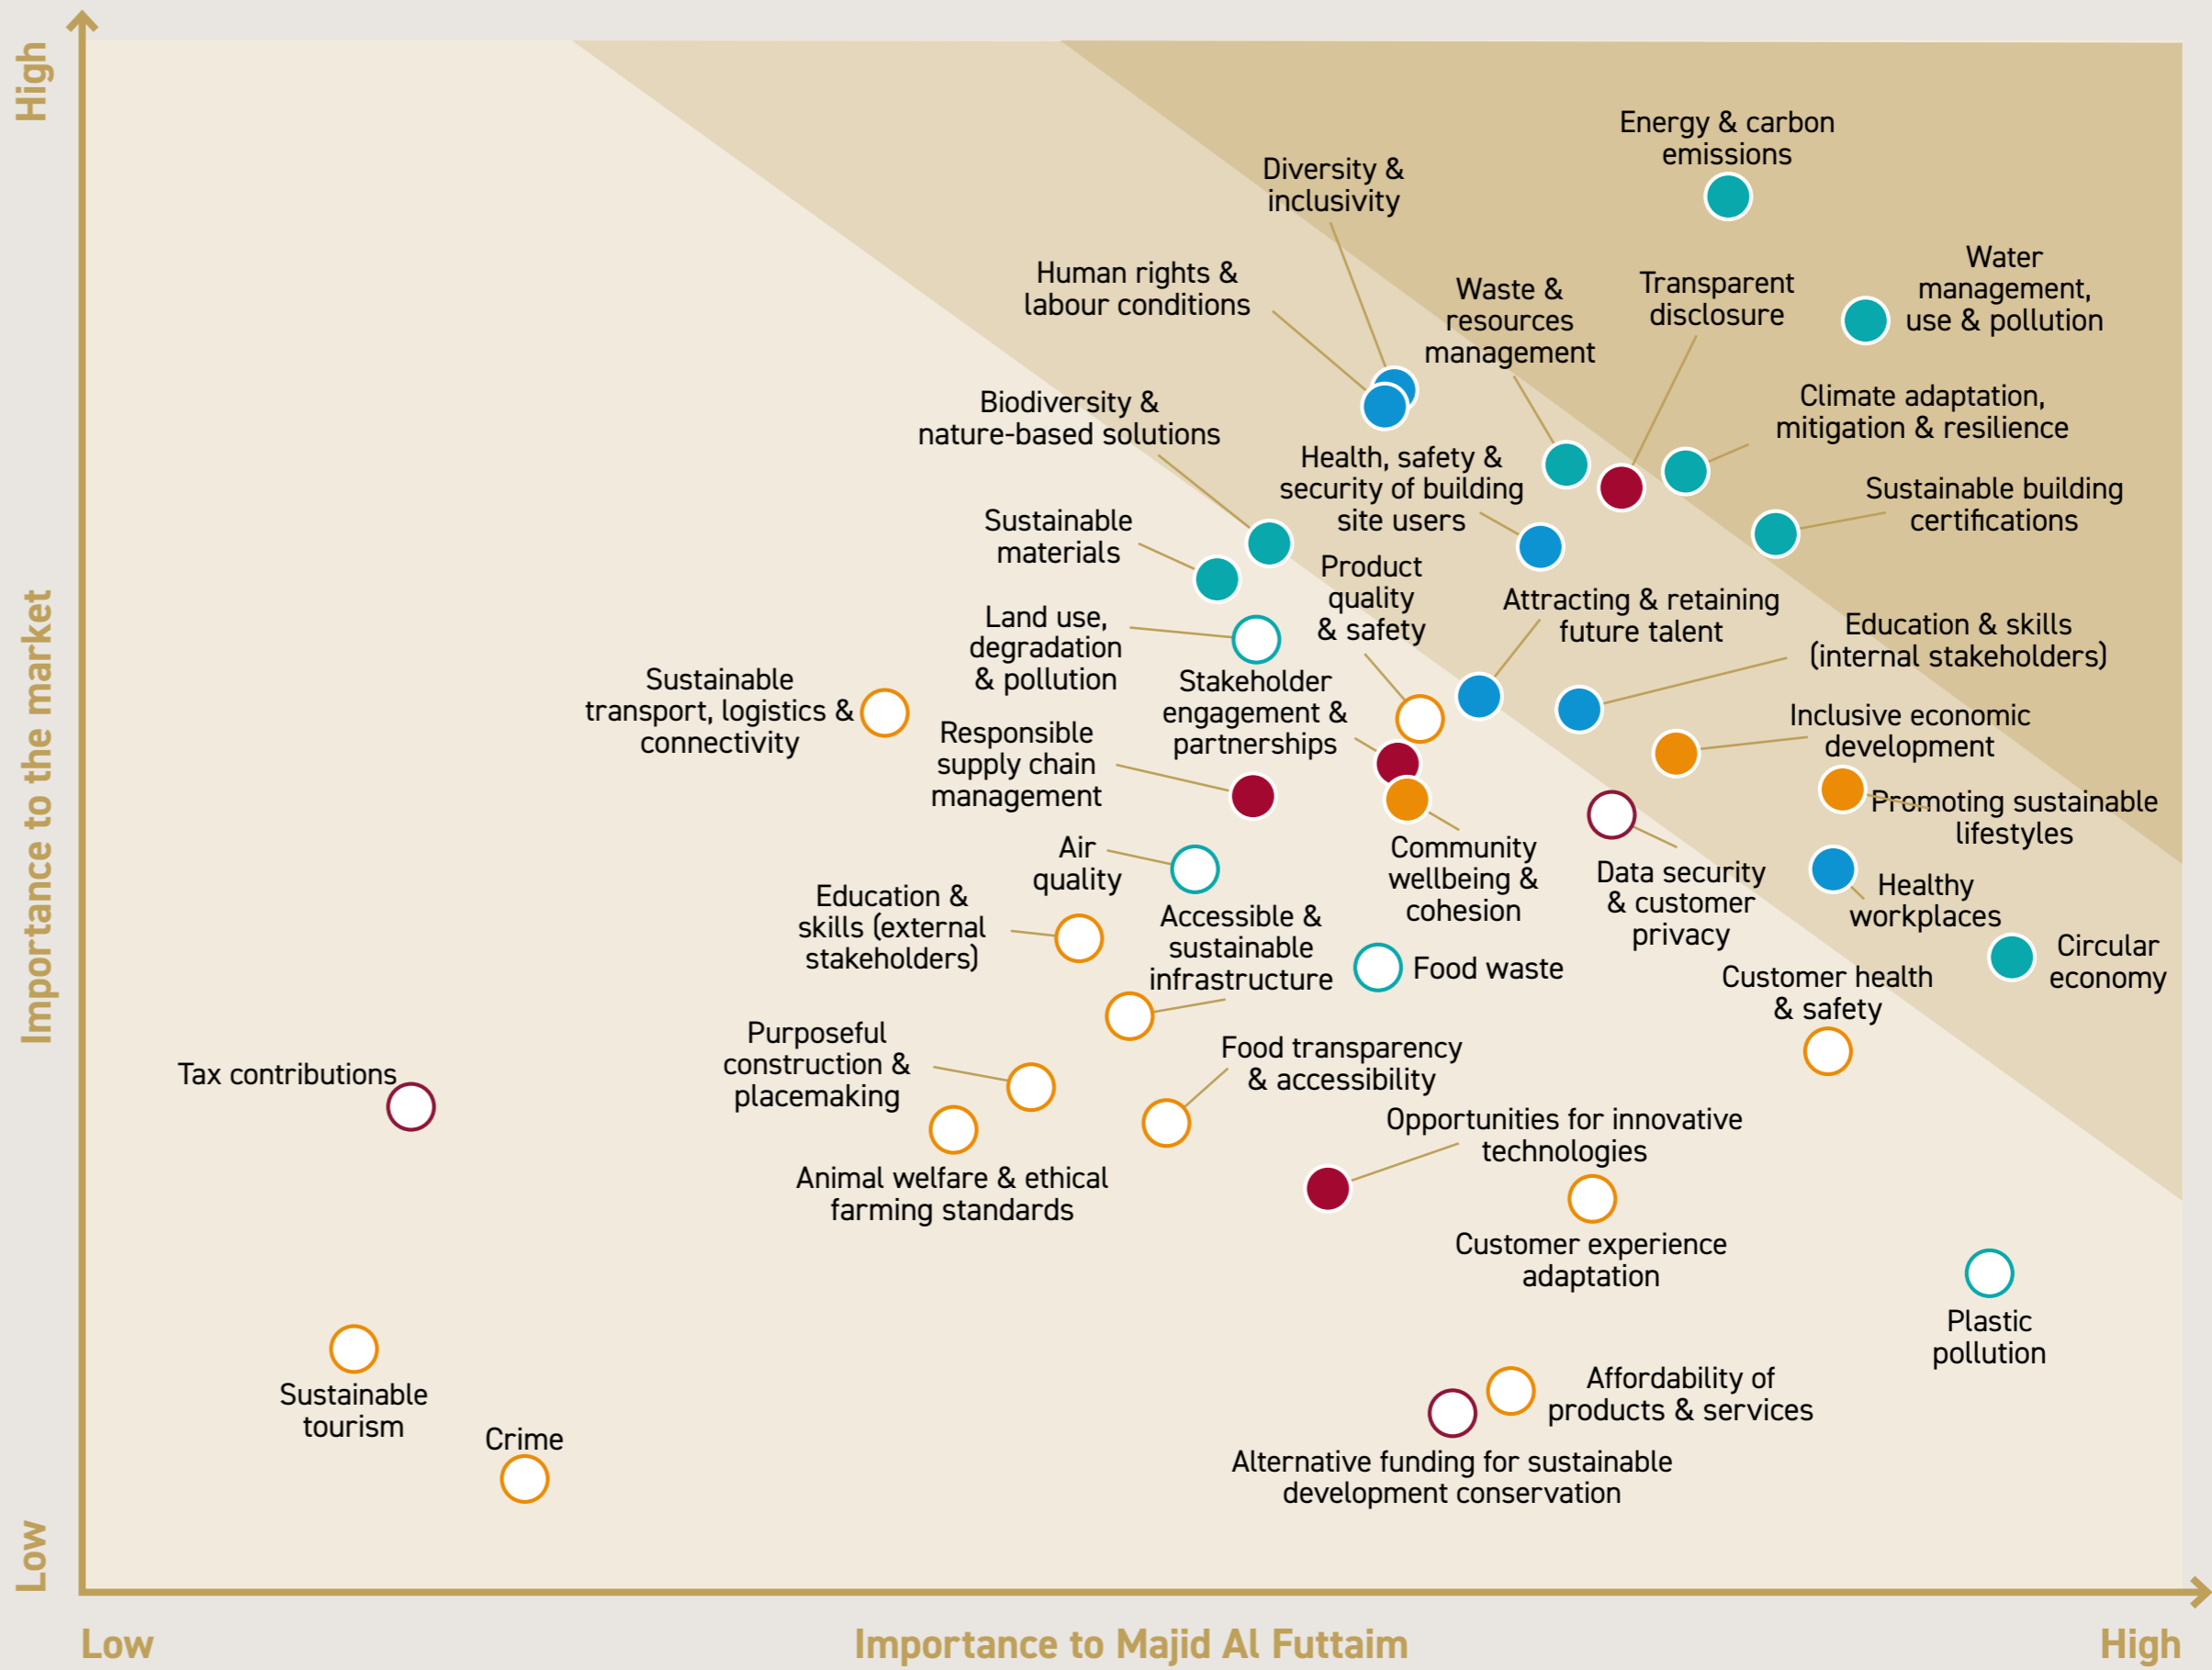 High
Energy & carbon
emissions
Diversity &
inclusivity
Water
management,
use & pollution
Human rights &
labour conditions
Waste &
resources
management
Transparent
disclosure
Biodiversity &
nature-based solutions
Climate adaptation,
mitigation & resilience
Health, safety &
security of building
site users
Sustainable building
certifications
Sustainable
materials
Product
quality
& safety
Attracting & retaining
future talent
Land use,
degradation
& pollution
Education & skills
(internal stakeholders)
Sustainable
transport, logistics &
connectivity
Stakeholder
engagement &
partnerships
Inclusive economic
development
Responsible
supply chain
management
Promoting sustainable
lifestyles
Importance to the market
Air
quality
Community
wellbeing &
cohesion
Data security
& customer
privacy
Healthy
workplaces
Education &
skills (external
stakeholders)
Accessible &
sustainable
infrastructure
Food waste
Circular
economy
Customer health
& safety
Purposeful
construction &
placemaking
Food transparency
& accessibility
Tax contributions
Opportunities for innovative
technologies
Animal welfare & ethical
farming standards
Customer experience
adaptation
Plastic
pollution
Sustainable
tourism
Affordability of
products & services
Crime
Alternative funding for sustainable
development conservation
Low
Low
Importance to Majid Al Futtaim
High